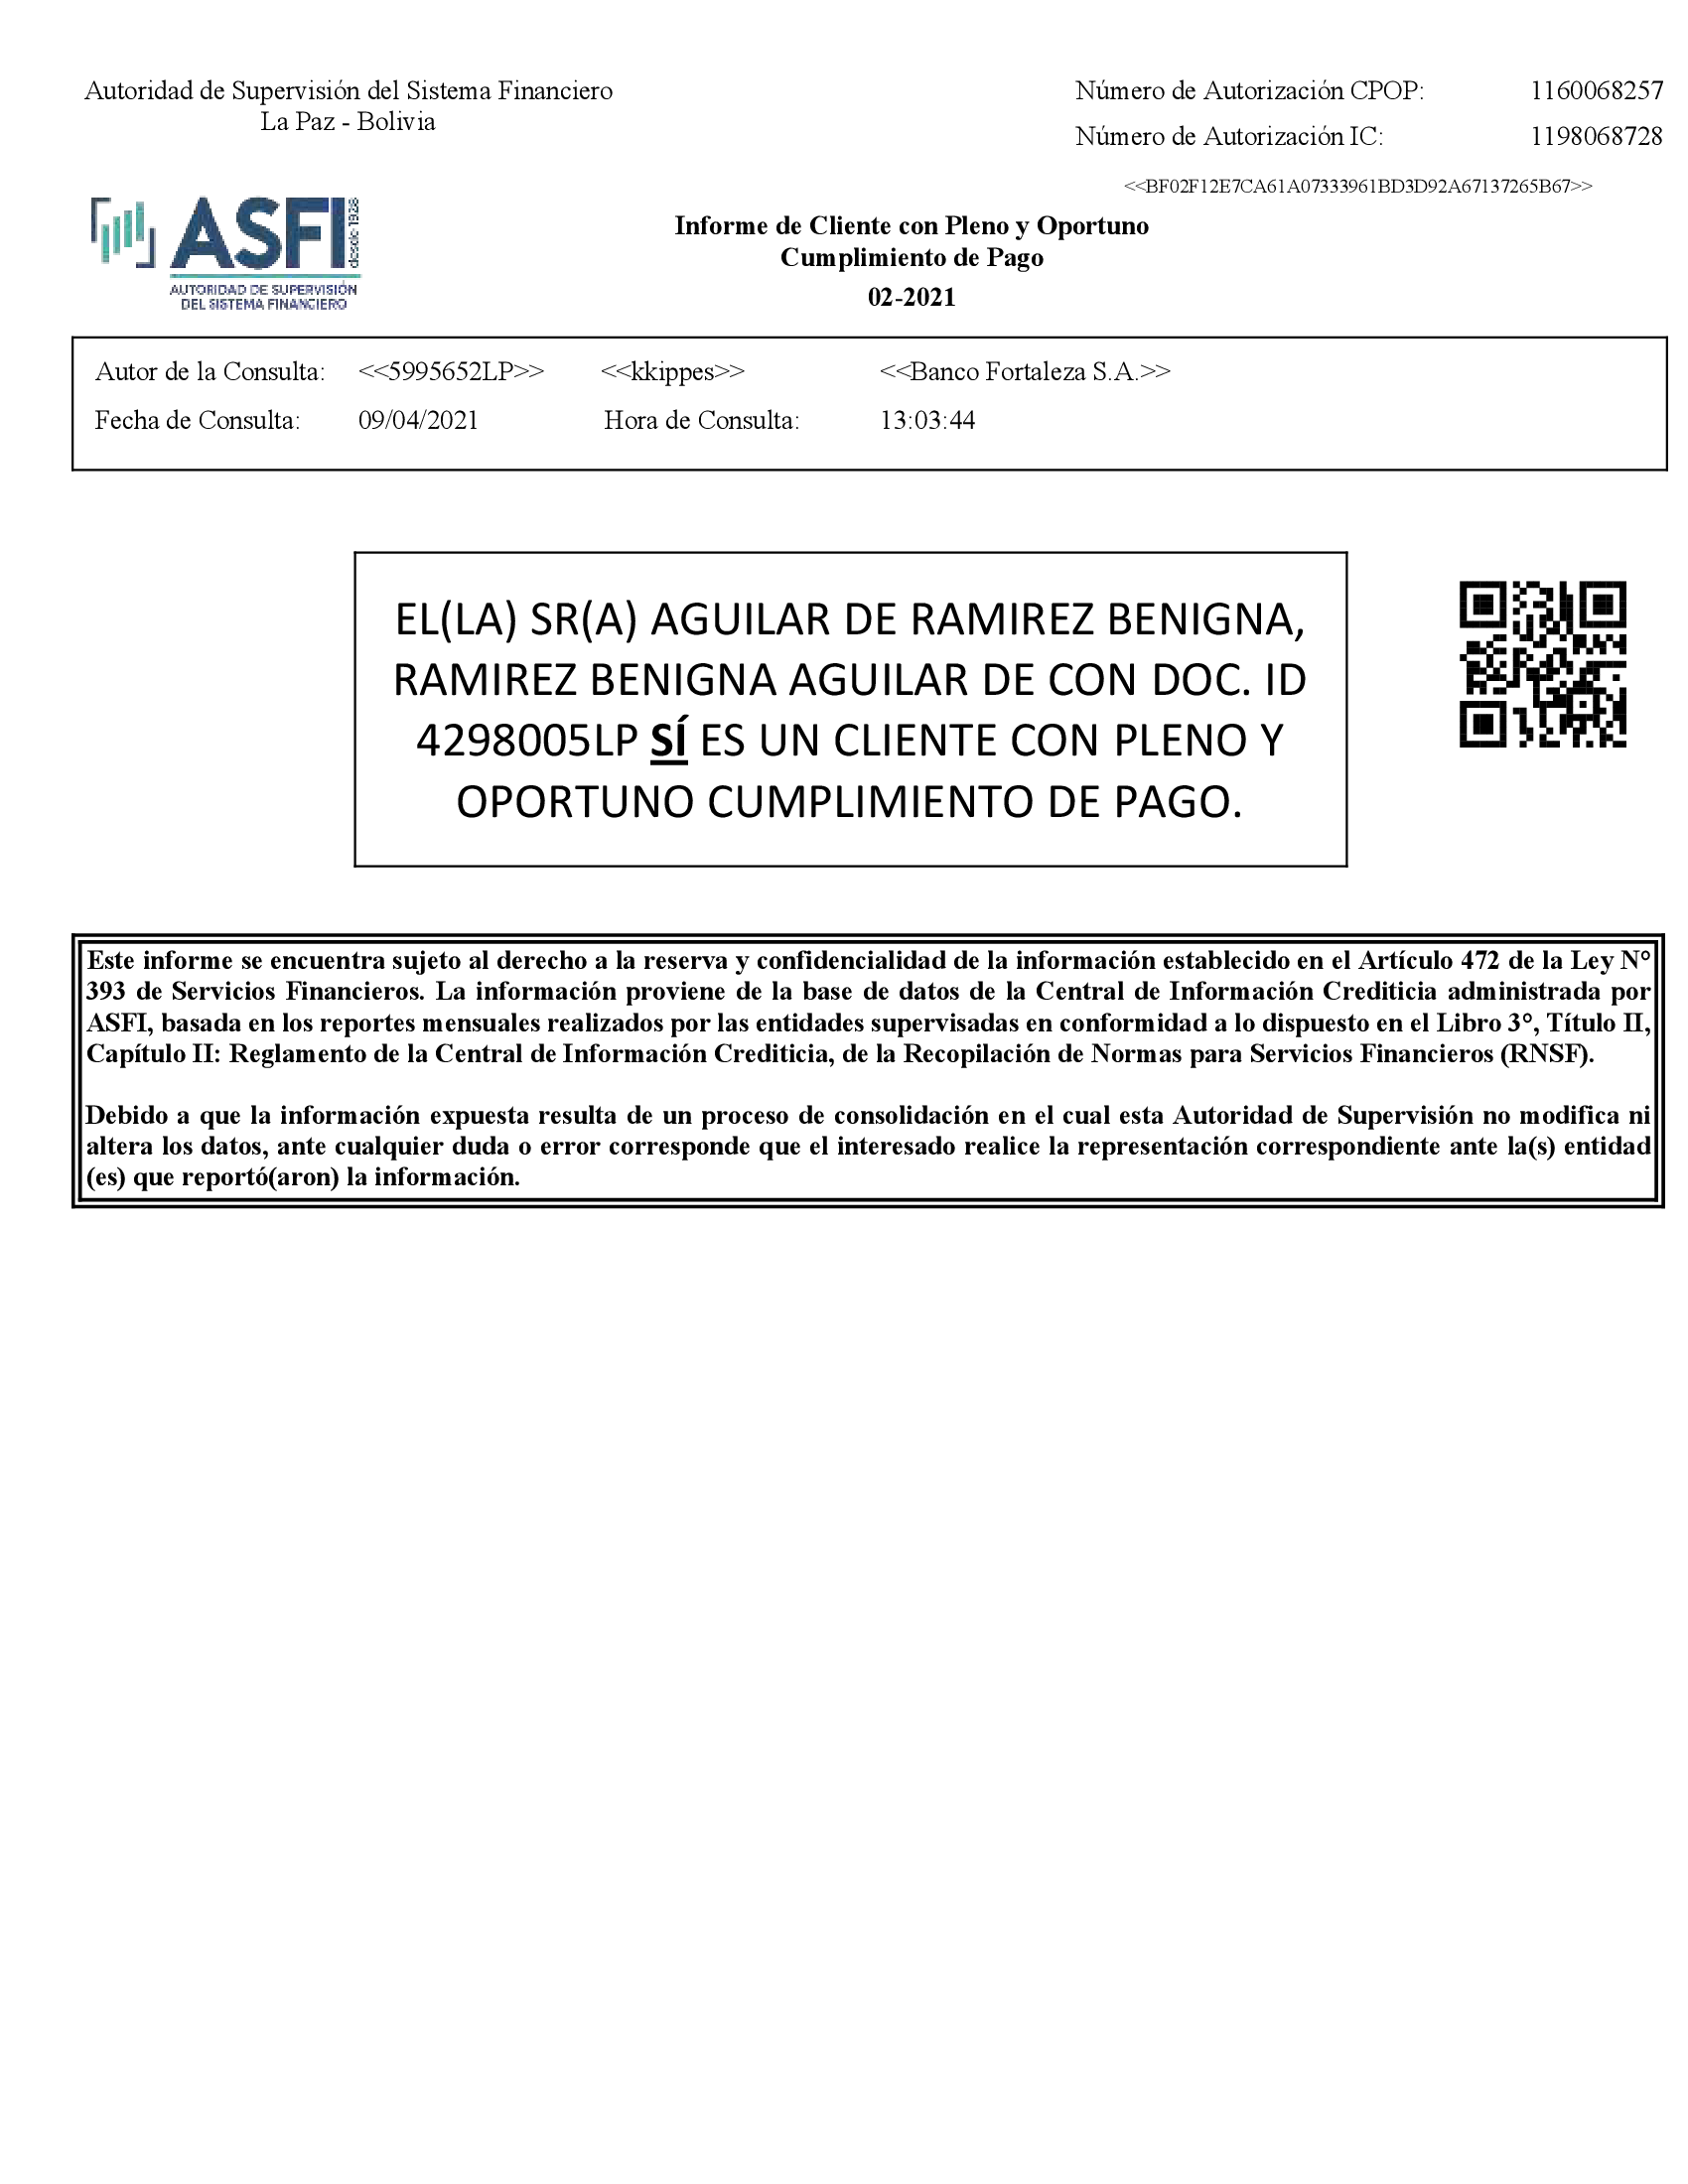 Autoridad de Supervisión del Sistema Financiero
La Paz - Bolivia
Número de Autorización CPOP: 1160068257
Número de Autorización IC: 1198068728
<<BF02F12E7CA61A07333961BD3D92A67137265B67>>
ASFI desde 1928
AUTORIDAD DE SUPERVISIÓN
DEL SISTEMA FINANCIERO
Informe de Cliente con Pleno y Oportuno
Cumplimiento de Pago
02-2021
Autor de la Consulta: <<5995652LP>> <<kkippes>> <<Banco Fortaleza S.A.>>
Fecha de Consulta: 09/04/2021 Hora de Consulta: 13:03:44
EL(LA) SR(A) AGUILAR DE RAMIREZ BENIGNA,
RAMIREZ BENIGNA AGUILAR DE CON DOC. ID
4298005LP SÍ ES UN CLIENTE CON PLENO Y
OPORTUNO CUMPLIMIENTO DE PAGO.
Este informe se encuentra sujeto al derecho a la reserva y confidencialidad de la información establecido en el Artículo 472 de la Ley N°
393 de Servicios Financieros. La información proviene de la base de datos de la Central de Información Crediticia administrada por
ASFI, basada en los reportes mensuales realizados por las entidades supervisadas en conformidad a lo dispuesto en el Libro 3°, Título II,
Capítulo II: Reglamento de la Central de Información Crediticia, de la Recopilación de Normas para Servicios Financieros (RNSF).
Debido a que la información expuesta resulta de un proceso de consolidación en el cual esta Autoridad de Supervisión no modifica ni
altera los datos, ante cualquier duda o error corresponde que el interesado realice la representación correspondiente ante la(s) entidad
(es) que reportó(aron) la información.